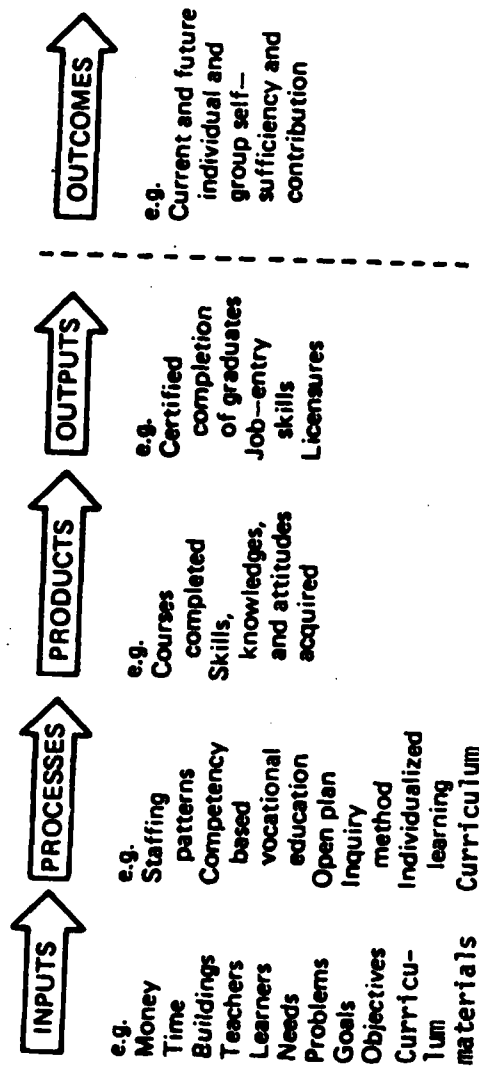 INPUTS
e.g.
Money
Time
Buildings
Teachers
Learners
Needs
Problems
Goals
Objectives
Curricu-
lum
materials
PROCESSES
e.g.
Staffing
patterns
Competency
based
vocational
education
Open plan
Inquiry
method
Individualized
learning
Curriculum
PRODUCTS
e.g.
Courses
completed
Skills,
knowledges,
and attitudes
acquired
OUTPUTS
e.g.
Certified
completion
of graduates
Job-entry
skills
Licensures
OUTCOMES
e.g.
Current and future
individual and
group self-
sufficiency and
contribution